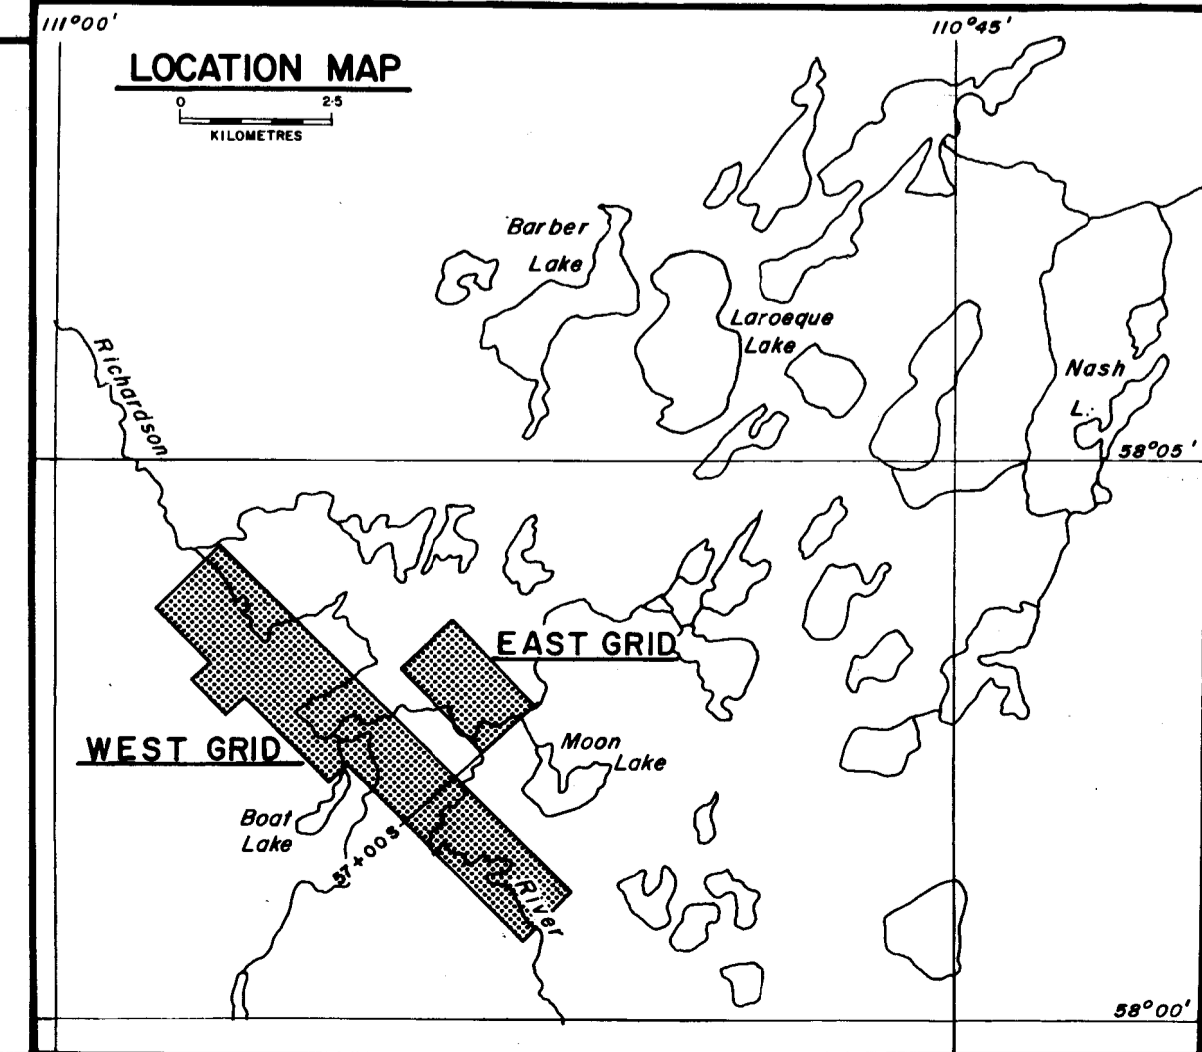 111°00'
110°45'
LOCATION MAP
0 2·5
KILOMETRES
Barber
Lake
Laroeque
Lake
Richardson
Nash
L.
58°05'
EAST GRID
WEST GRID
Moon
Lake
Boat
Lake
57+00S
River
58°00'